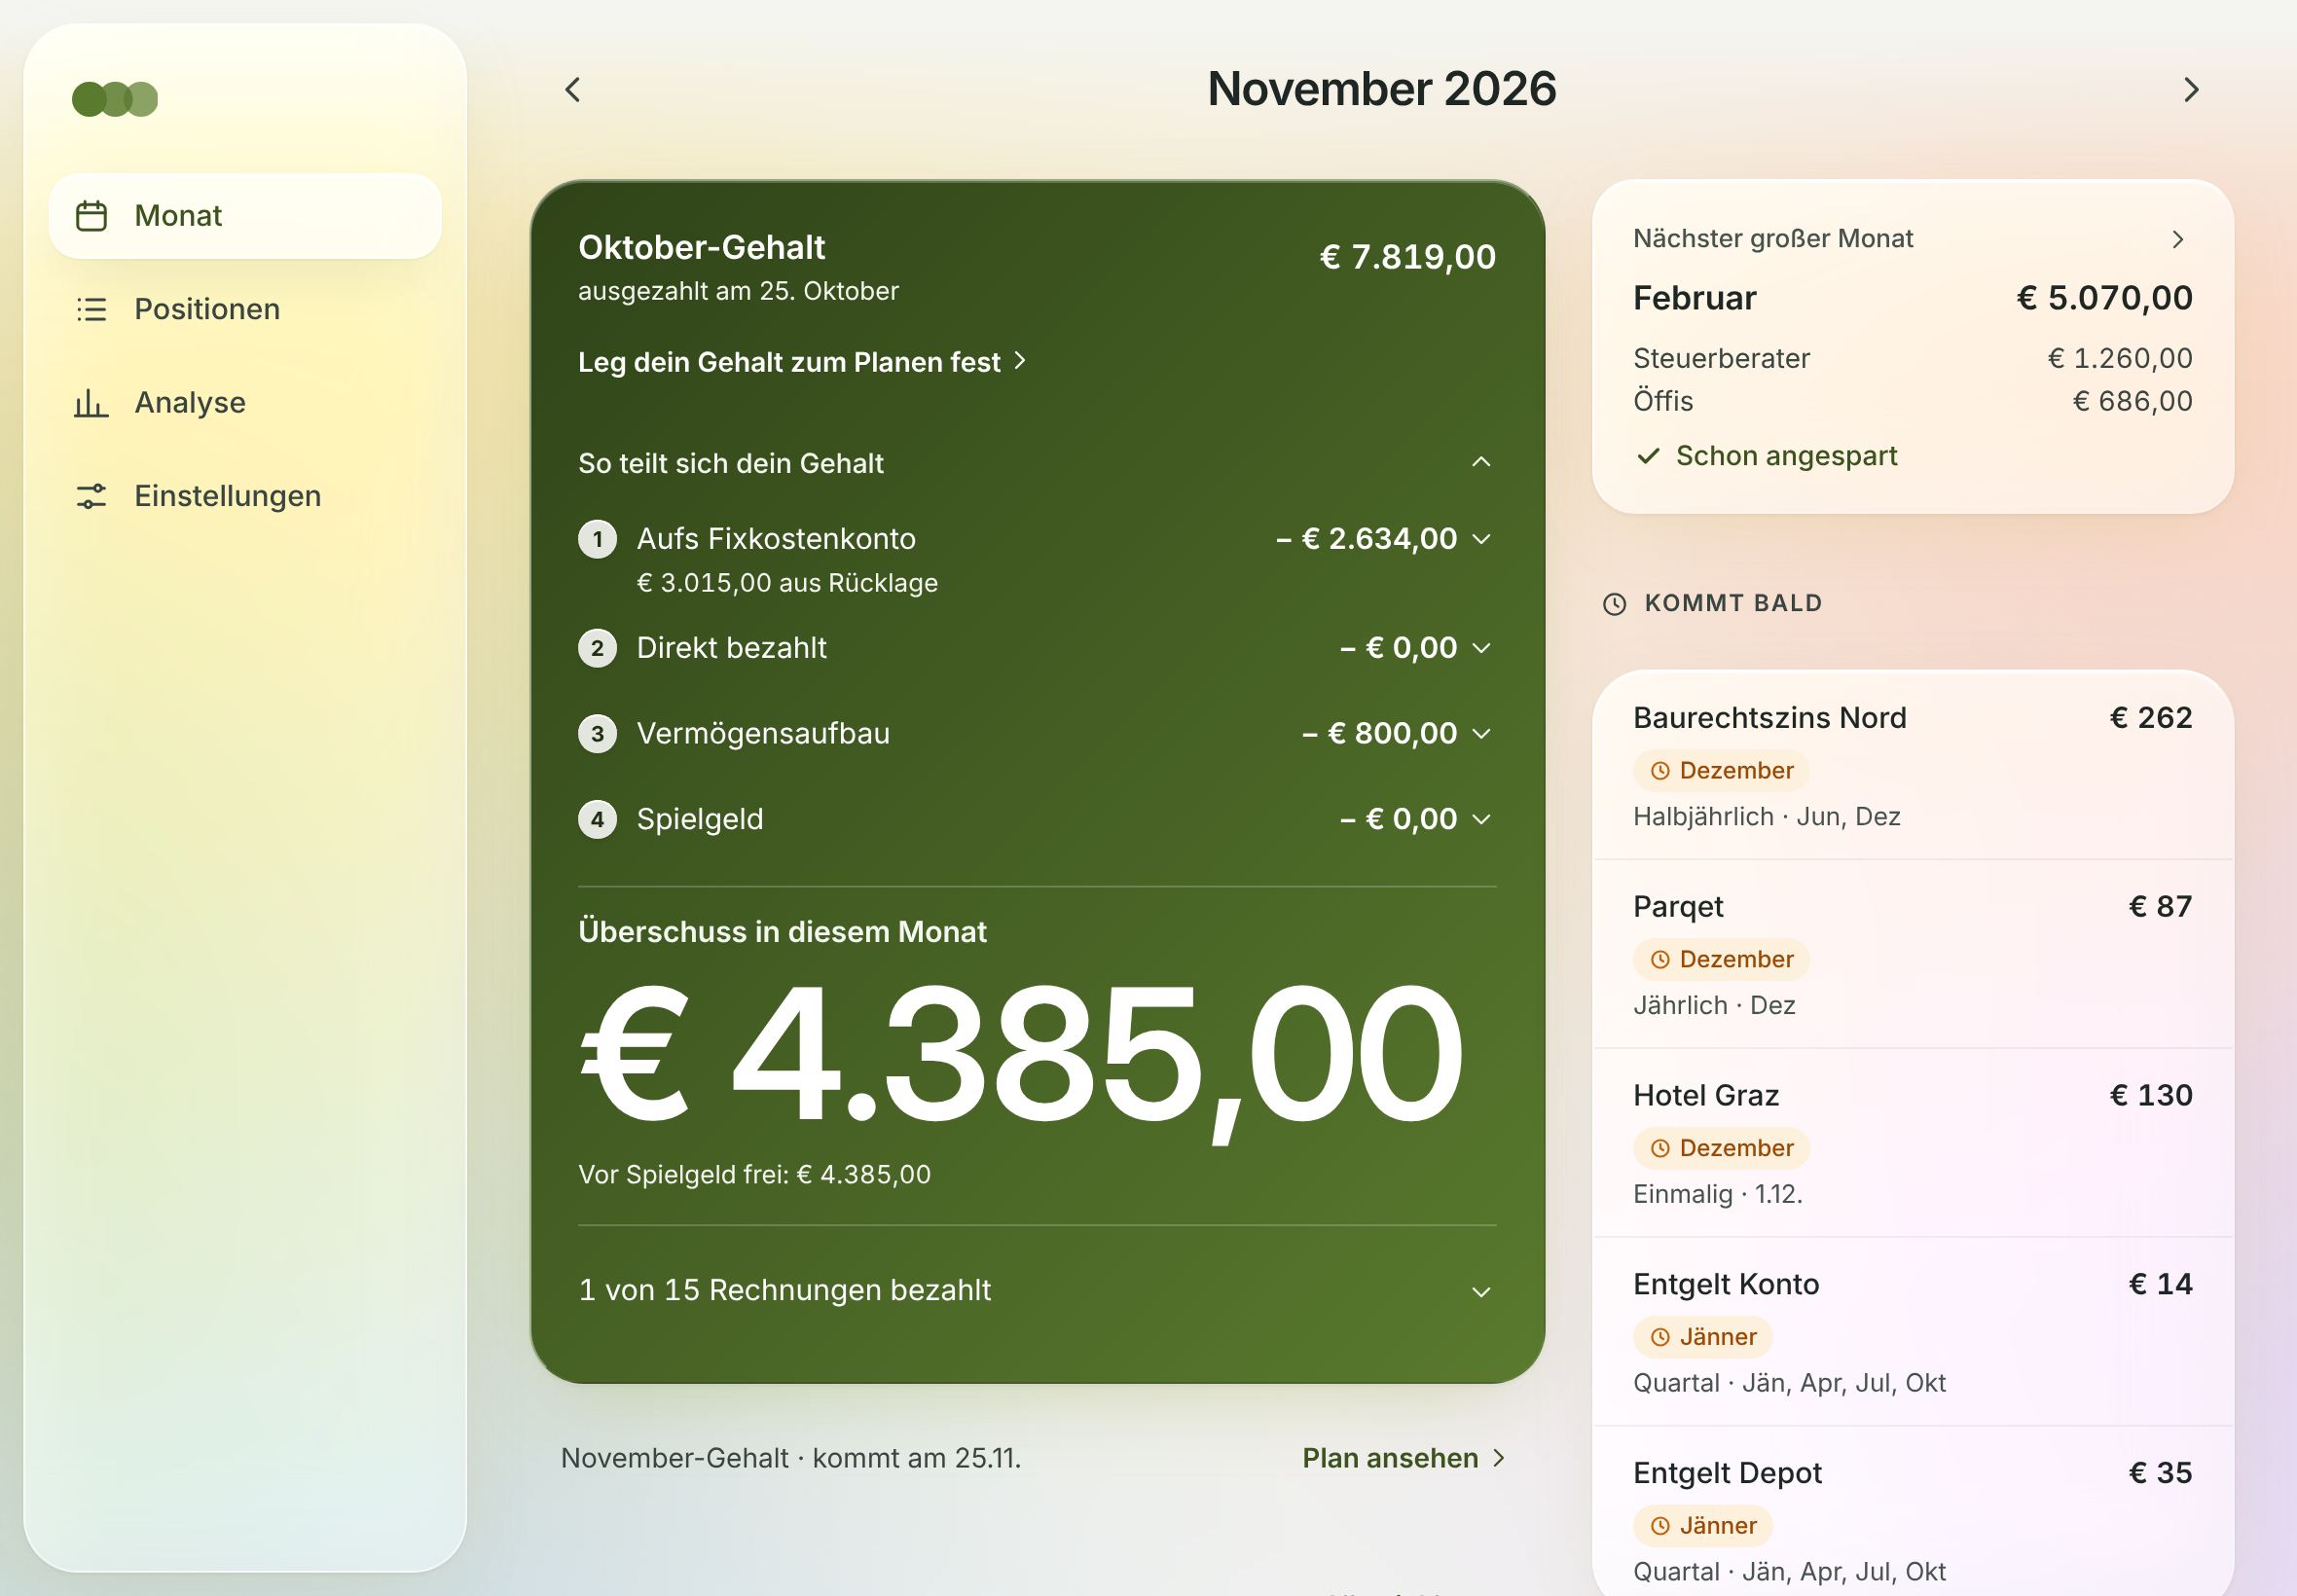 November 2026
Monat
Positionen
Analyse
Einstellungen
Oktober-Gehalt
€ 7.819,00
ausgezahlt am 25. Oktober
Leg dein Gehalt zum Planen fest
So teilt sich dein Gehalt
1 Aufs Fixkostenkonto – € 2.634,00
€ 3.015,00 aus Rücklage
2 Direkt bezahlt – € 0,00
3 Vermögensaufbau – € 800,00
4 Spielgeld – € 0,00
Überschuss in diesem Monat
€ 4.385,00
Vor Spielgeld frei: € 4.385,00
1 von 15 Rechnungen bezahlt
November-Gehalt · kommt am 25.11.
Plan ansehen
Nächster großer Monat
Februar € 5.070,00
Steuerberater € 1.260,00
Öffis € 686,00
Schon angespart
KOMMT BALD
Baurechtszins Nord € 262
Dezember
Halbjährlich · Jun, Dez
Parqet € 87
Dezember
Jährlich · Dez
Hotel Graz € 130
Dezember
Einmalig · 1.12.
Entgelt Konto € 14
Jänner
Quartal · Jän, Apr, Jul, Okt
Entgelt Depot € 35
Jänner
Quartal · Jän, Apr, Jul, Okt